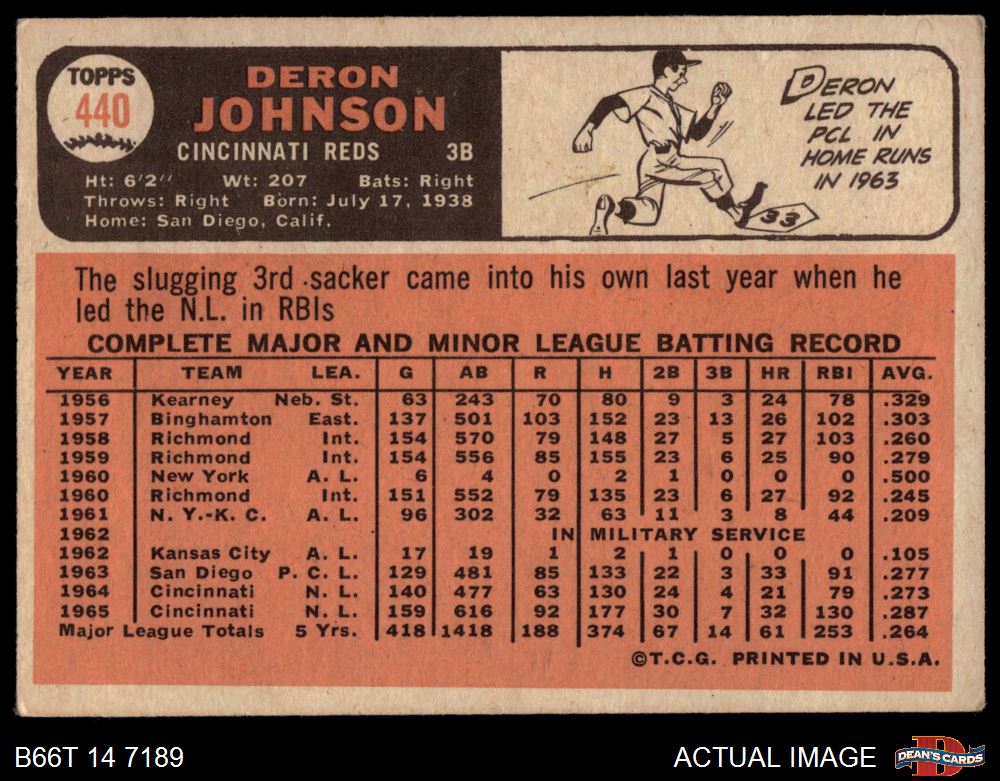 TOPPS
440
DERON
JOHNSON
CINCINNATI REDS 3B
Ht: 6'2" Wt: 207 Bats: Right
Throws: Right Born: July 17, 1938
Home: San Diego, Calif.
DERON
LED THE
PCL IN
HOME RUNS
IN 1963
33
The slugging 3rd sacker came into his own last year when he
led the N.L. in RBIs
COMPLETE MAJOR AND MINOR LEAGUE BATTING RECORD
YEAR TEAM LEA. G AB R H 2B 3B HR RBI AVG.
1956 Kearney Neb. St. 63 243 70 80 9 3 24 78 .329
1957 Binghamton East. 137 501 103 152 23 13 26 102 .303
1958 Richmond Int. 154 570 79 148 27 5 27 103 .260
1959 Richmond Int. 154 556 85 155 23 6 25 90 .279
1960 New York A. L. 6 4 0 2 1 0 0 0 .500
1960 Richmond Int. 151 552 79 135 23 6 27 92 .245
1961 N. Y.-K. C. A. L. 96 302 32 63 11 3 8 44 .209
1962 IN MILITARY SERVICE
1962 Kansas City A. L. 17 19 1 2 1 0 0 0 .105
1963 San Diego P. C. L. 129 481 85 133 22 3 33 91 .277
1964 Cincinnati N. L. 140 477 63 130 24 4 21 79 .273
1965 Cincinnati N. L. 159 616 92 177 30 7 32 130 .287
Major League Totals 5 Yrs. 418 1418 188 374 67 14 61 253 .264
©T.C.G. PRINTED IN U.S.A.
B66T 14 7189 ACTUAL IMAGE DEAN'S CARDS